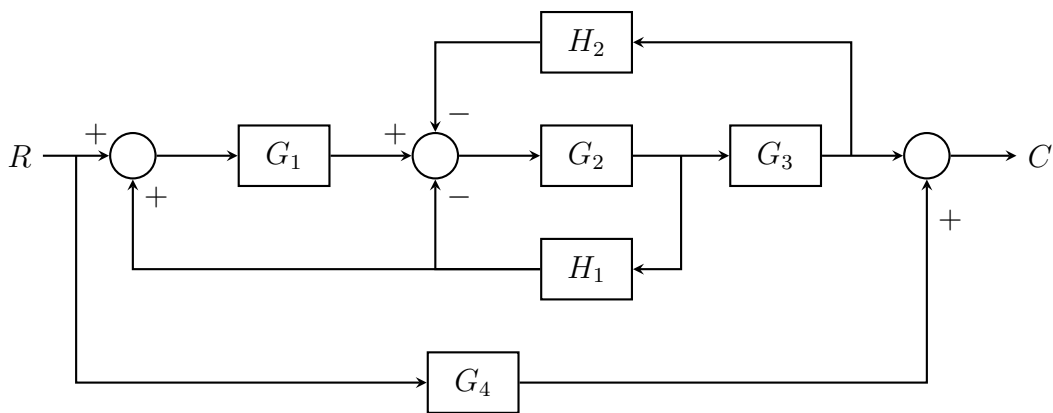 H₂
−
R + G₁ + G₂ G₃ C
+ − +
H₁
G₄